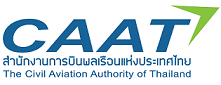 CAAT
สำนักงานการบินพลเรือนแห่งประเทศไทย
The Civil Aviation Authority of Thailand